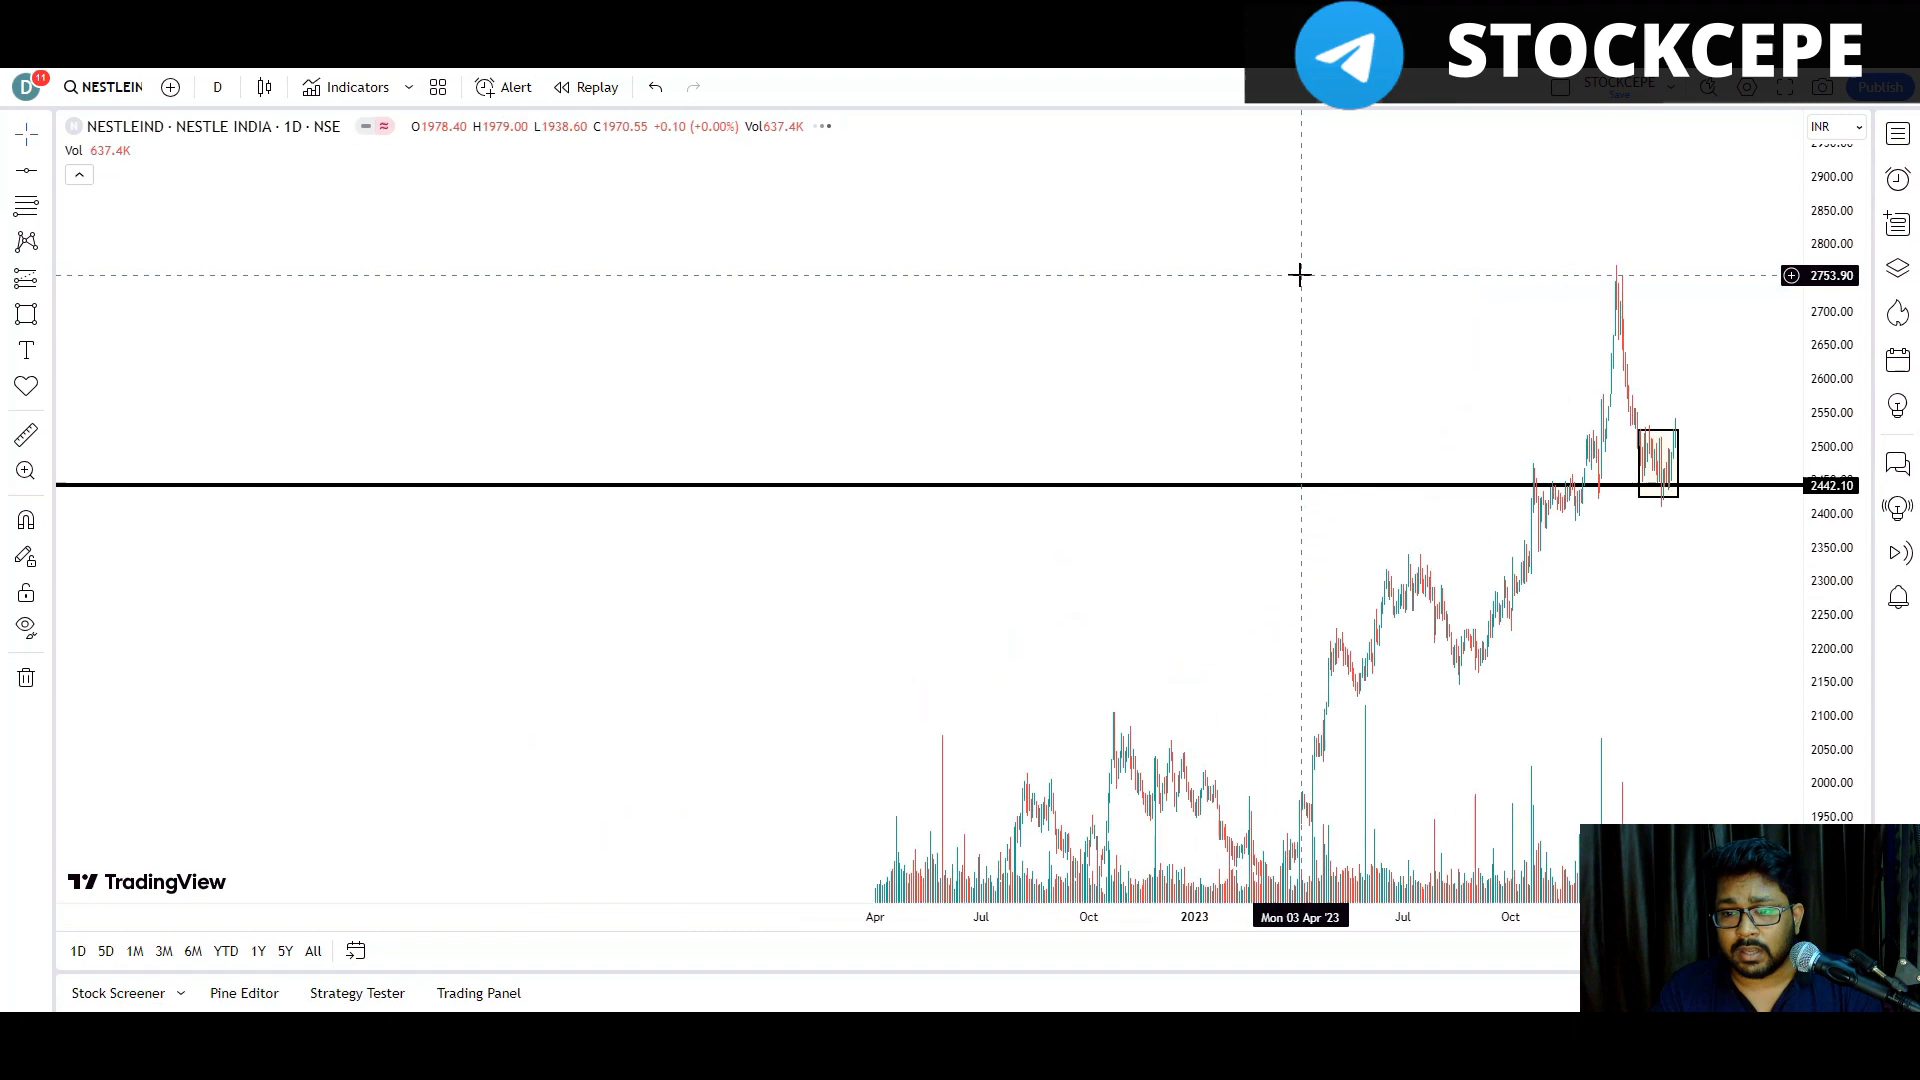 STOCKCEPE
D
11
NESTLEIN
D
Indicators
Alert
Replay
STOCKCEPE
Save
Publish
N
NESTLEIND · NESTLE INDIA · 1D · NSE
O1978.40 H1979.00 L1938.60 C1970.55 +0.10 (+0.00%) Vol637.4K
Vol 637.4K
INR
2900.00
2850.00
2800.00
2753.90
2700.00
2650.00
2600.00
2550.00
2500.00
2442.10
2400.00
2350.00
2300.00
2250.00
2200.00
2150.00
2100.00
2050.00
2000.00
1950.00
TradingView
Apr
Jul
Oct
2023
Mon 03 Apr '23
Jul
Oct
1D 5D 1M 3M 6M YTD 1Y 5Y All
Stock Screener
Pine Editor
Strategy Tester
Trading Panel